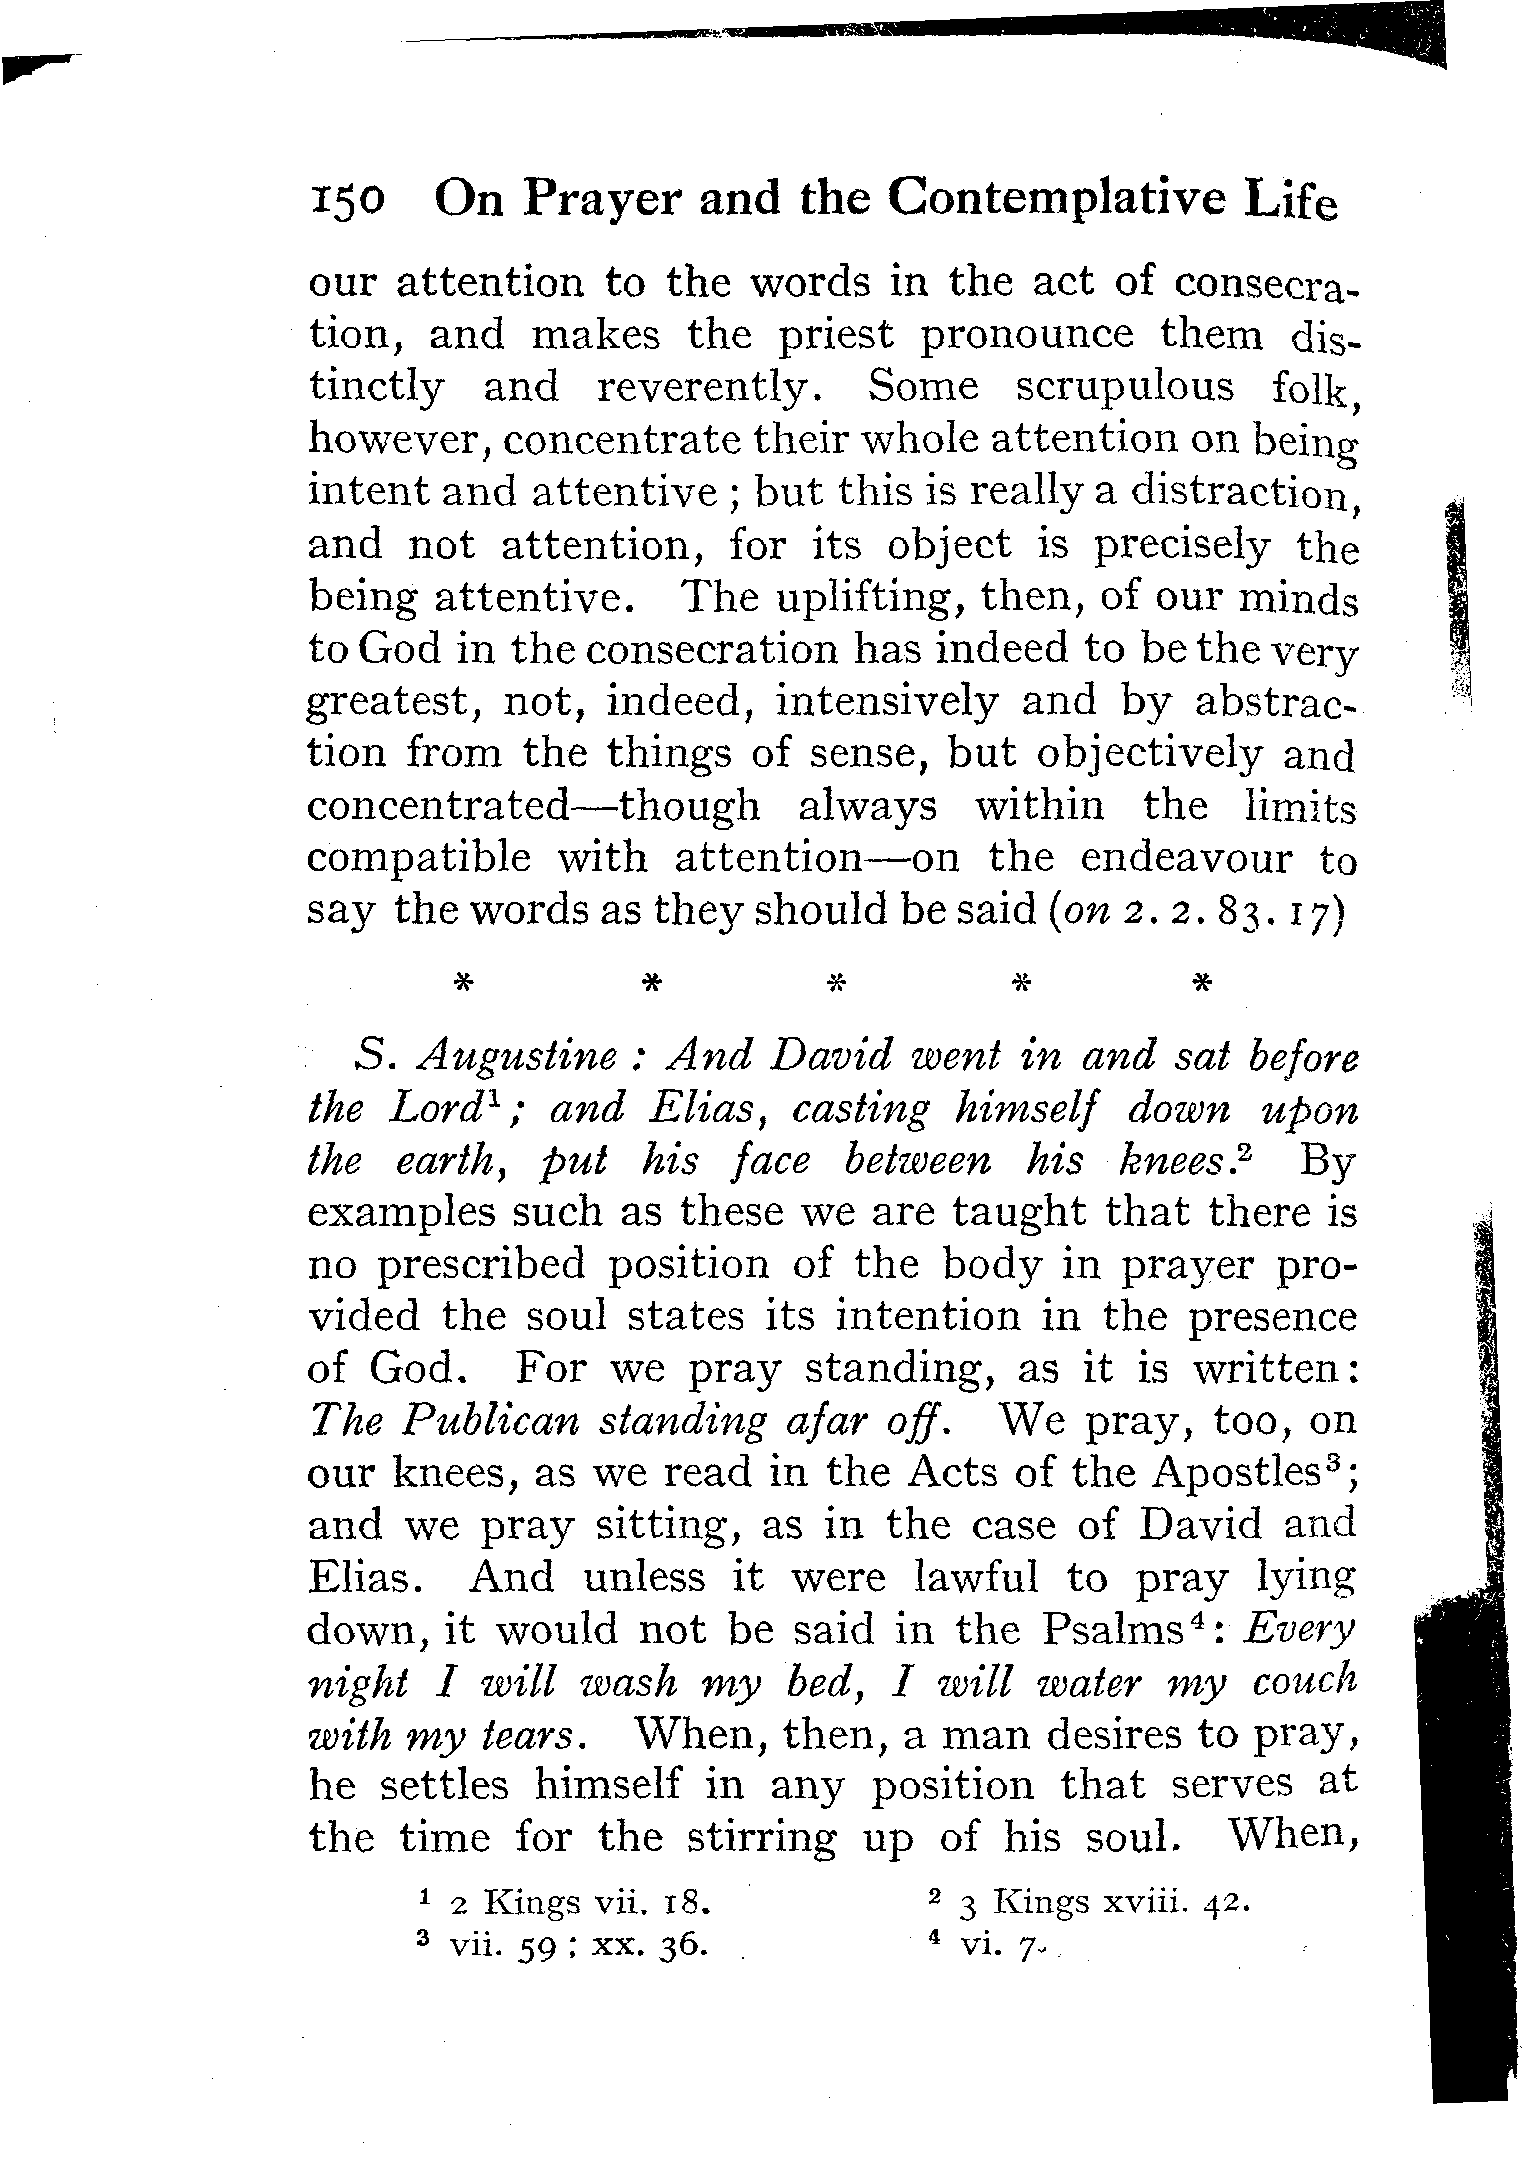 150 On Prayer and the Contemplative Life
our attention to the words in the act of consecra-
tion, and makes the priest pronounce them dis-
tinctly and reverently. Some scrupulous folk,
however, concentrate their whole attention on being
intent and attentive ; but this is really a distraction,
and not attention, for its object is precisely the
being attentive. The uplifting, then, of our minds
to God in the consecration has indeed to be the very
greatest, not, indeed, intensively and by abstrac-
tion from the things of sense, but objectively and
concentrated—though always within the limits
compatible with attention—on the endeavour to
say the words as they should be said (on 2. 2. 83. 17)
* * * * *
S. Augustine : And David went in and sat before
the Lord¹ ; and Elias, casting himself down upon
the earth, put his face between his knees.² By
examples such as these we are taught that there is
no prescribed position of the body in prayer pro-
vided the soul states its intention in the presence
of God. For we pray standing, as it is written:
The Publican standing afar off. We pray, too, on
our knees, as we read in the Acts of the Apostles³;
and we pray sitting, as in the case of David and
Elias. And unless it were lawful to pray lying
down, it would not be said in the Psalms⁴: Every
night I will wash my bed, I will water my couch
with my tears. When, then, a man desires to pray,
he settles himself in any position that serves at
the time for the stirring up of his soul. When,
¹ 2 Kings vii. 18. ² 3 Kings xviii. 42.
³ vii. 59 ; xx. 36. ⁴ vi. 7.